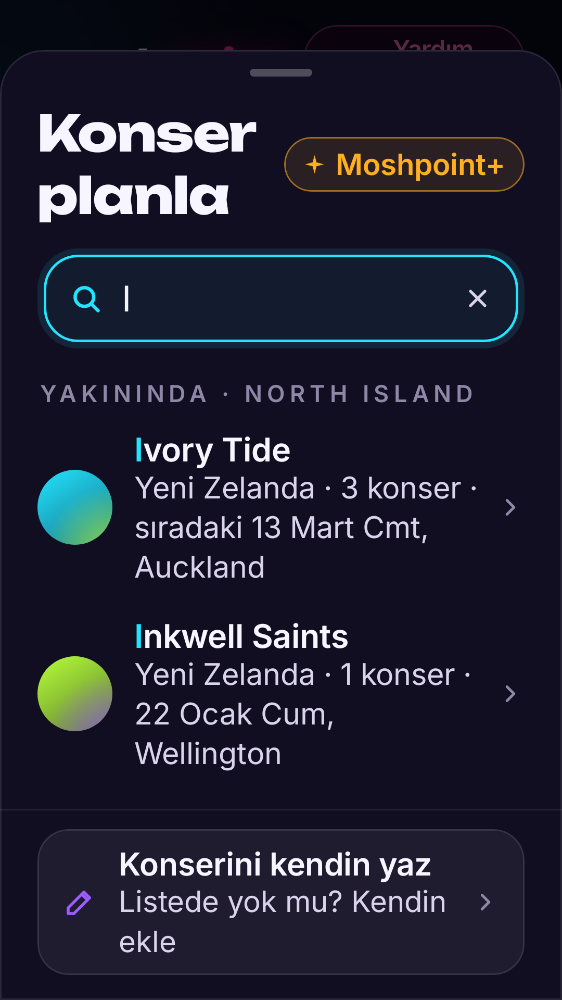 Yardım
Konser
planla
Moshpoint+
I
YAKININDA · NORTH ISLAND
Ivory Tide
Yeni Zelanda · 3 konser ·
sıradaki 13 Mart Cmt,
Auckland
Inkwell Saints
Yeni Zelanda · 1 konser ·
22 Ocak Cum,
Wellington
Konserini kendin yaz
Listede yok mu? Kendin
ekle